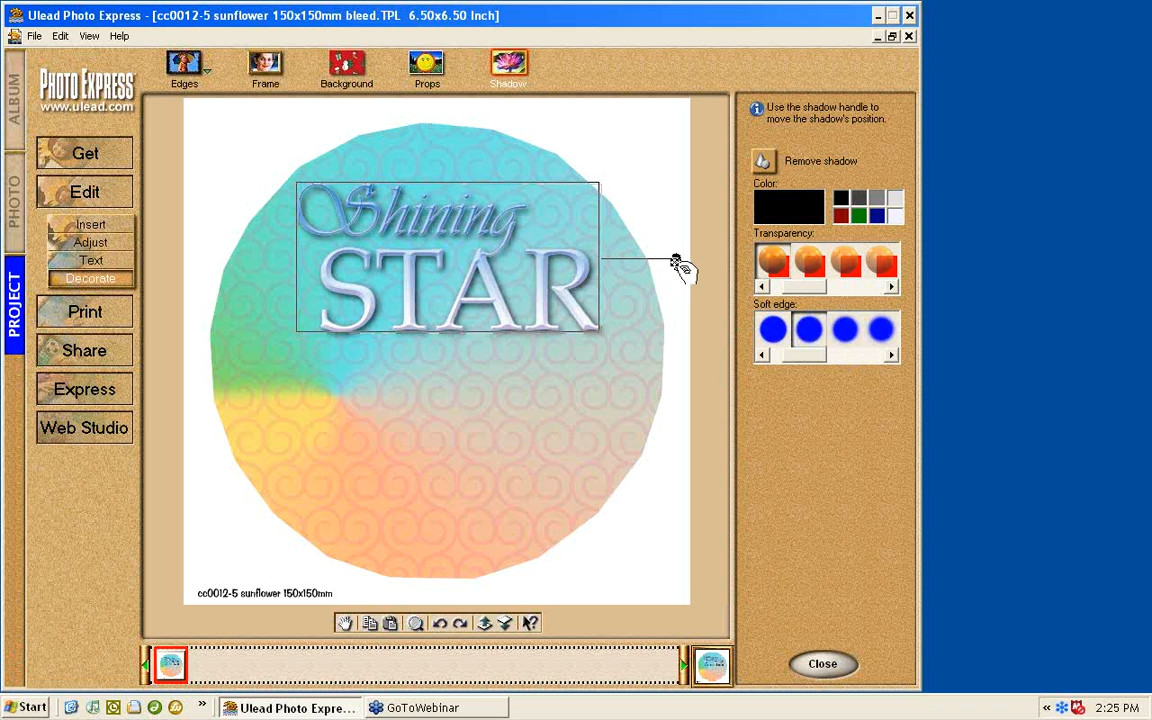 Ulead Photo Express - [cc0012-5 sunflower 150x150mm bleed.TPL 6.50x6.50 Inch]
File Edit View Help
ALBUM
PHOTO
PROJECT
PHOTO EXPRESS
www.ulead.com
Get
Edit
Insert
Adjust
Text
Decorate
Print
Share
Express
Web Studio
Edges Frame Background Props Shadow
Shining
STAR
cc0012-5 sunflower 150x150mm
Use the shadow handle to
move the shadow's position.
Remove shadow
Color:
Transparency:
Soft edge:
Close
Start Ulead Photo Expre... GoToWebinar 2:25 PM